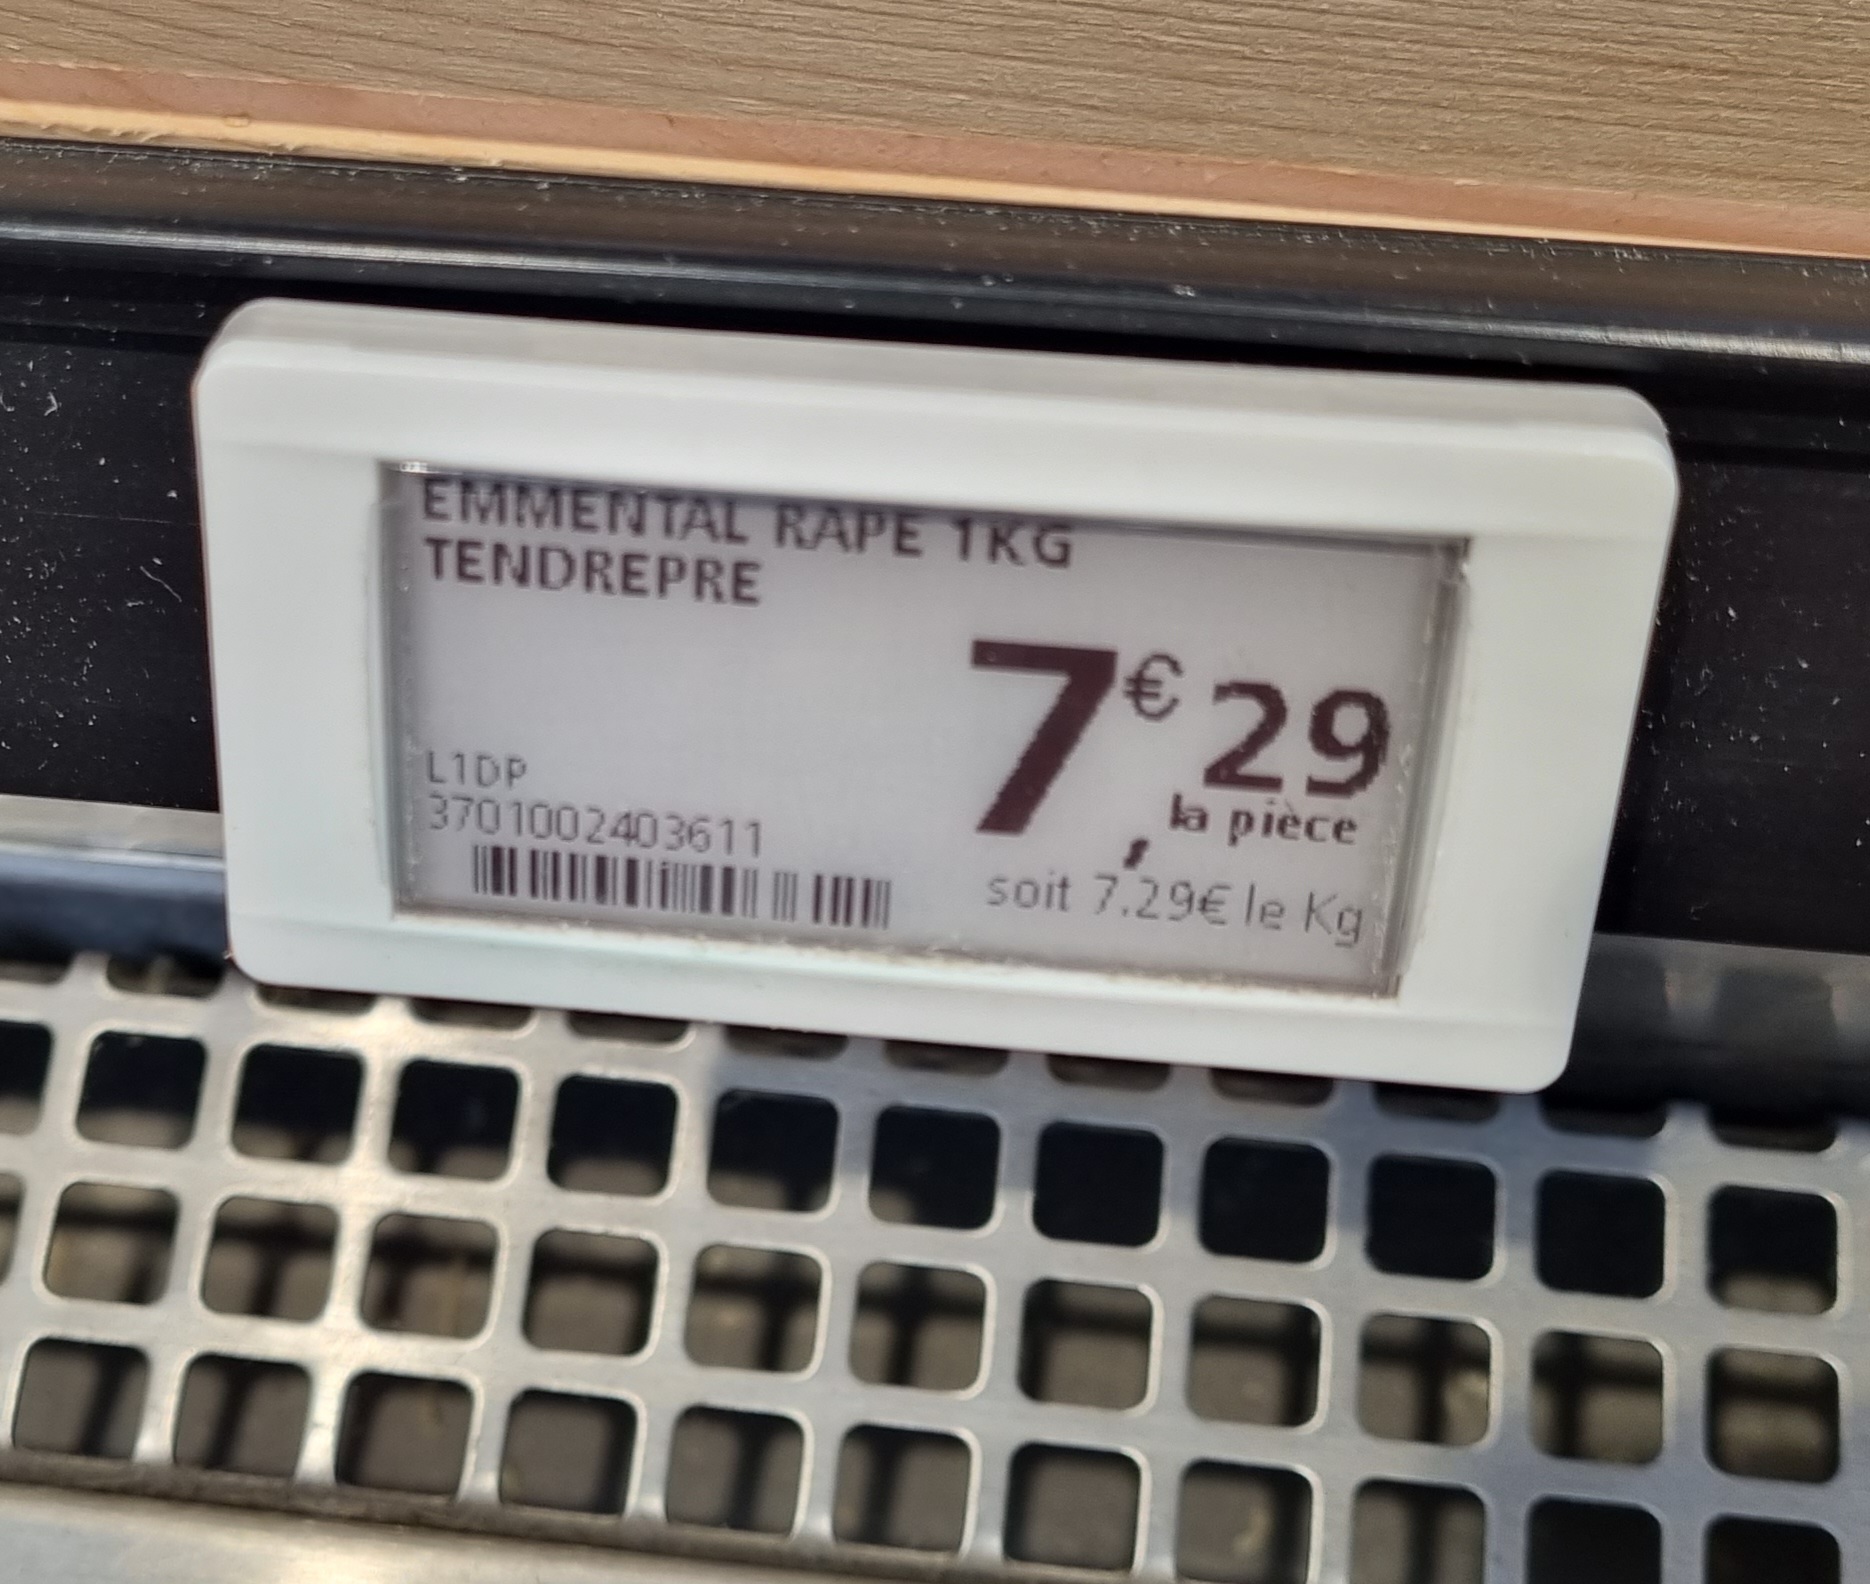 EMMENTAL RAPE 1KG
TENDREPRE
7€,29
la pièce
L1DP
3701002403611
soit 7.29€ le Kg